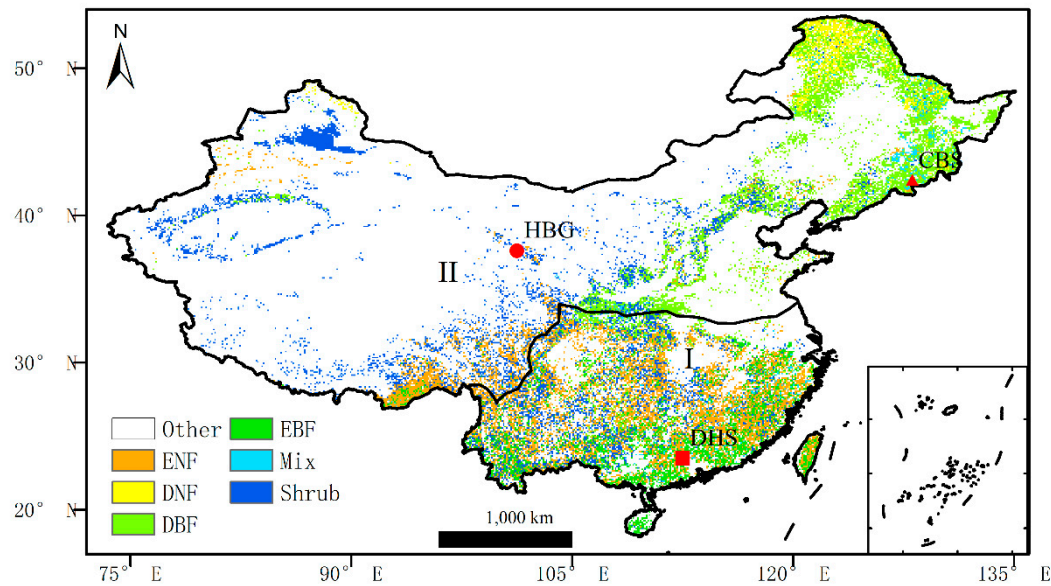 N
50° N
40° N
30° N
20° N
CBS
HBG
II
I
DHS
Other
EBF
ENF
Mix
DNF
Shrub
DBF
1,000 km
75° E
90° E
105° E
120° E
135° E